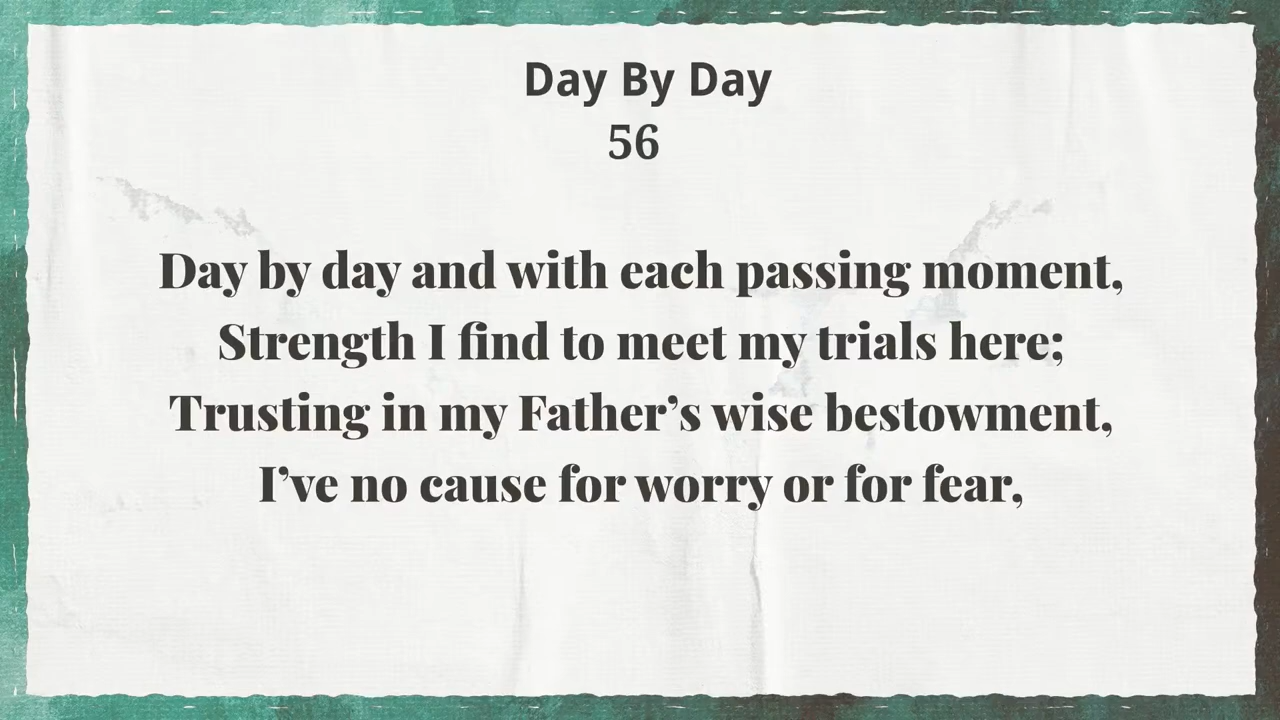 Day By Day
56
Day by day and with each passing moment,
Strength I find to meet my trials here;
Trusting in my Father’s wise bestowment,
I’ve no cause for worry or for fear,